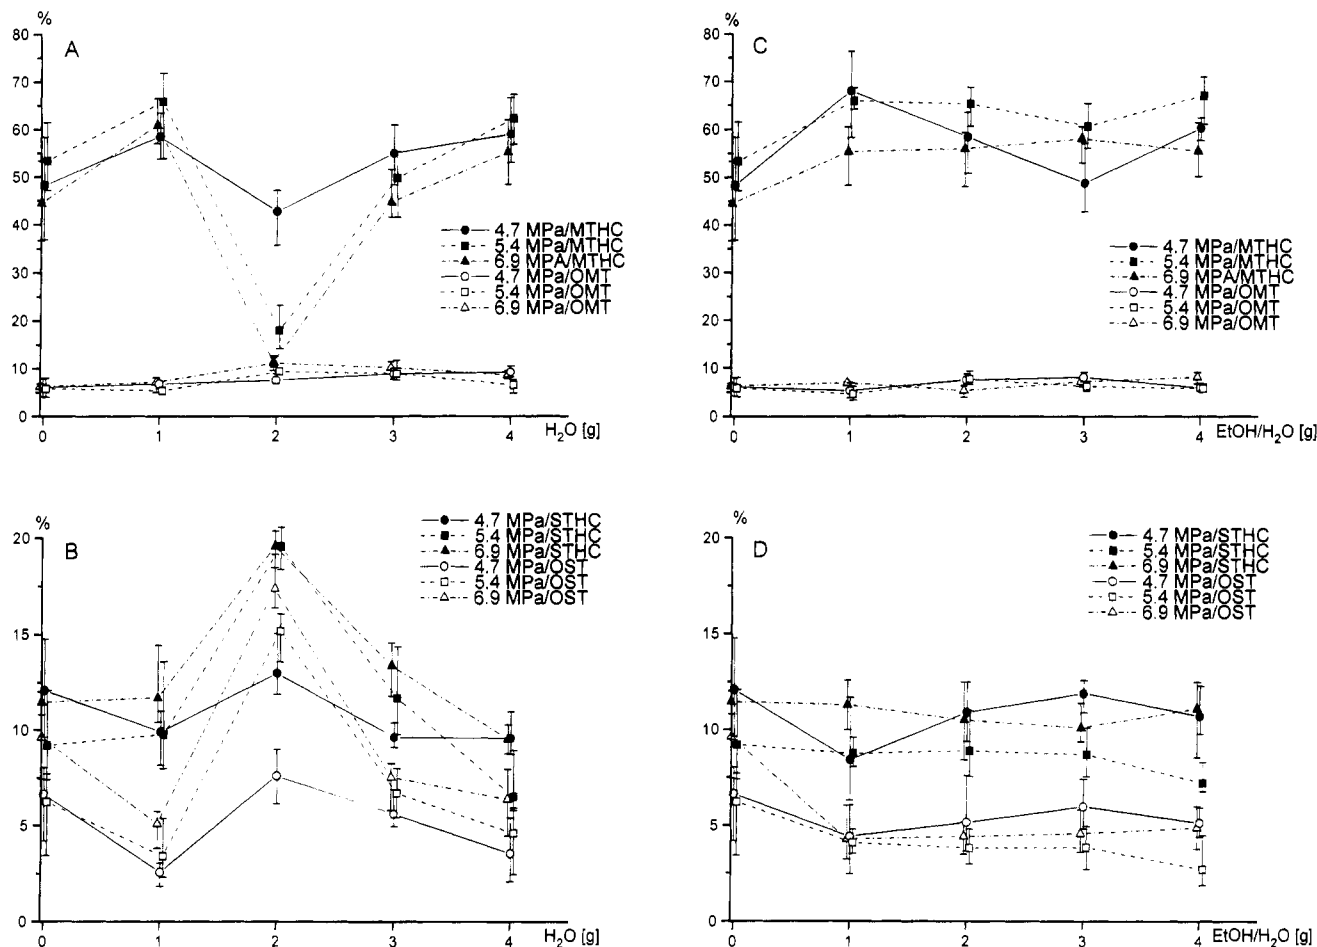 %
A
80
70
60
50
40
30
20
10
0
4.7 MPa/MTHC
5.4 MPa/MTHC
6.9 MPA/MTHC
4.7 MPa/OMT
5.4 MPa/OMT
6.9 MPa/OMT
0 1 2 3 4
H₂O [g]
%
C
80
70
60
50
40
30
20
10
0
4.7 MPa/MTHC
5.4 MPa/MTHC
6.9 MPA/MTHC
4.7 MPa/OMT
5.4 MPa/OMT
6.9 MPa/OMT
0 1 2 3 4
EtOH/H₂O [g]
%
B
20
15
10
5
0
4.7 MPa/STHC
5.4 MPa/STHC
6.9 MPa/STHC
4.7 MPa/OST
5.4 MPa/OST
6.9 MPa/OST
0 1 2 3 4
H₂O [g]
%
D
20
15
10
5
0
4.7 MPa/STHC
5.4 MPa/STHC
6.9 MPa/STHC
4.7 MPa/OST
5.4 MPa/OST
6.9 MPa/OST
0 1 2 3 4
EtOH/H₂O [g]